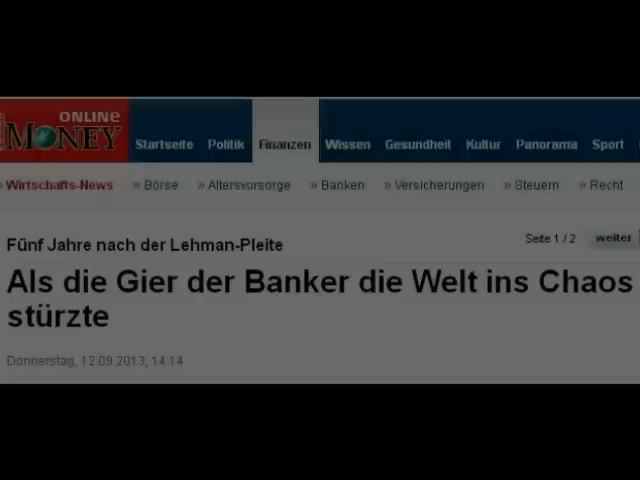 ONLINE
MONEY
Startseite Politik Finanzen Wissen Gesundheit Kultur Panorama Sport
Wirtschafts-News » Börse » Altersvorsorge » Banken » Versicherungen » Steuern » Recht
Fünf Jahre nach der Lehman-Pleite
Seite 1 / 2 weiter
Als die Gier der Banker die Welt ins Chaos
stürzte
Donnerstag, 12.09.2013, 14:14